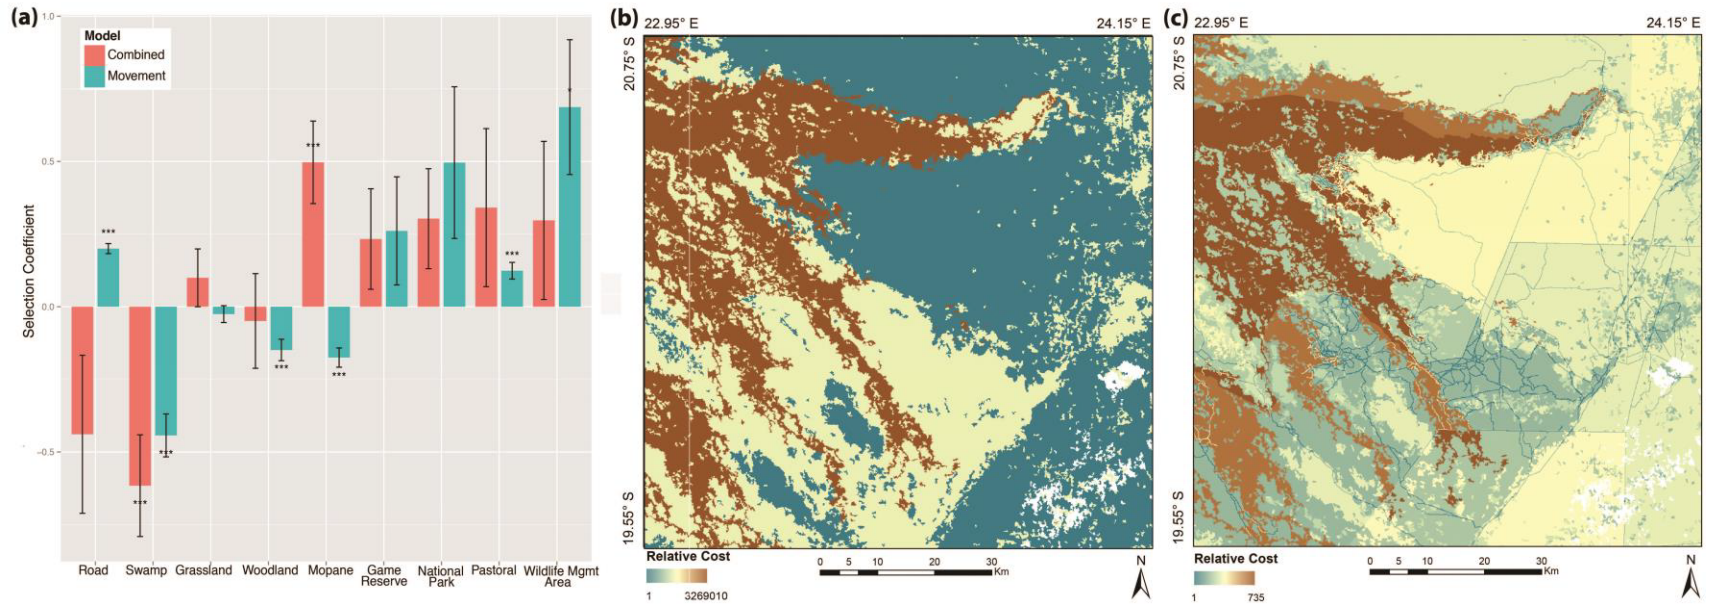 (a)
1.0
0.5
0.0
−0.5
Selection Coefficient
Model
Combined
Movement
***
***
***
***
***
***
***
*
Road Swamp Grassland Woodland Mopane Game Reserve National Park Pastoral Wildlife Mgmt Area
(b)
22.95° E 24.15° E
20.75° S
19.55° S
Relative Cost
1 3269010
0 5 10 20 30
Km
N
(c)
22.95° E 24.15° E
20.75° S
19.55° S
Relative Cost
1 735
0 5 10 20 30
Km
N